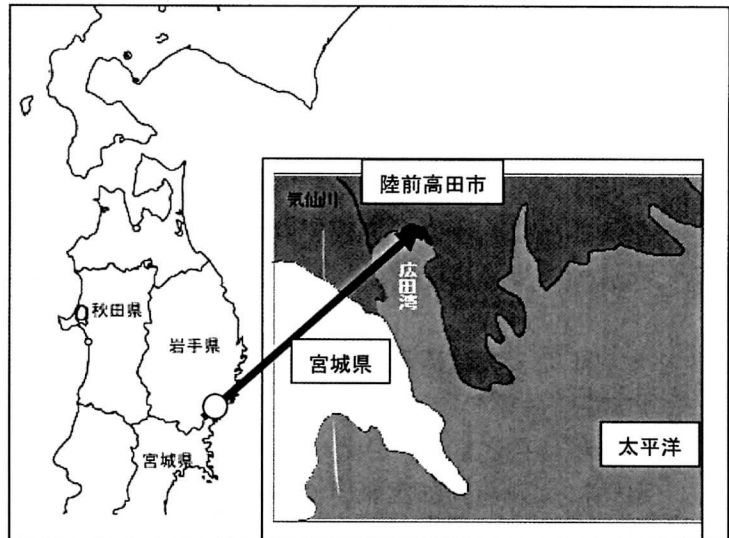 陸前高田市
気仙川
広田湾
秋田県
岩手県
宮城県
宮城県
太平洋